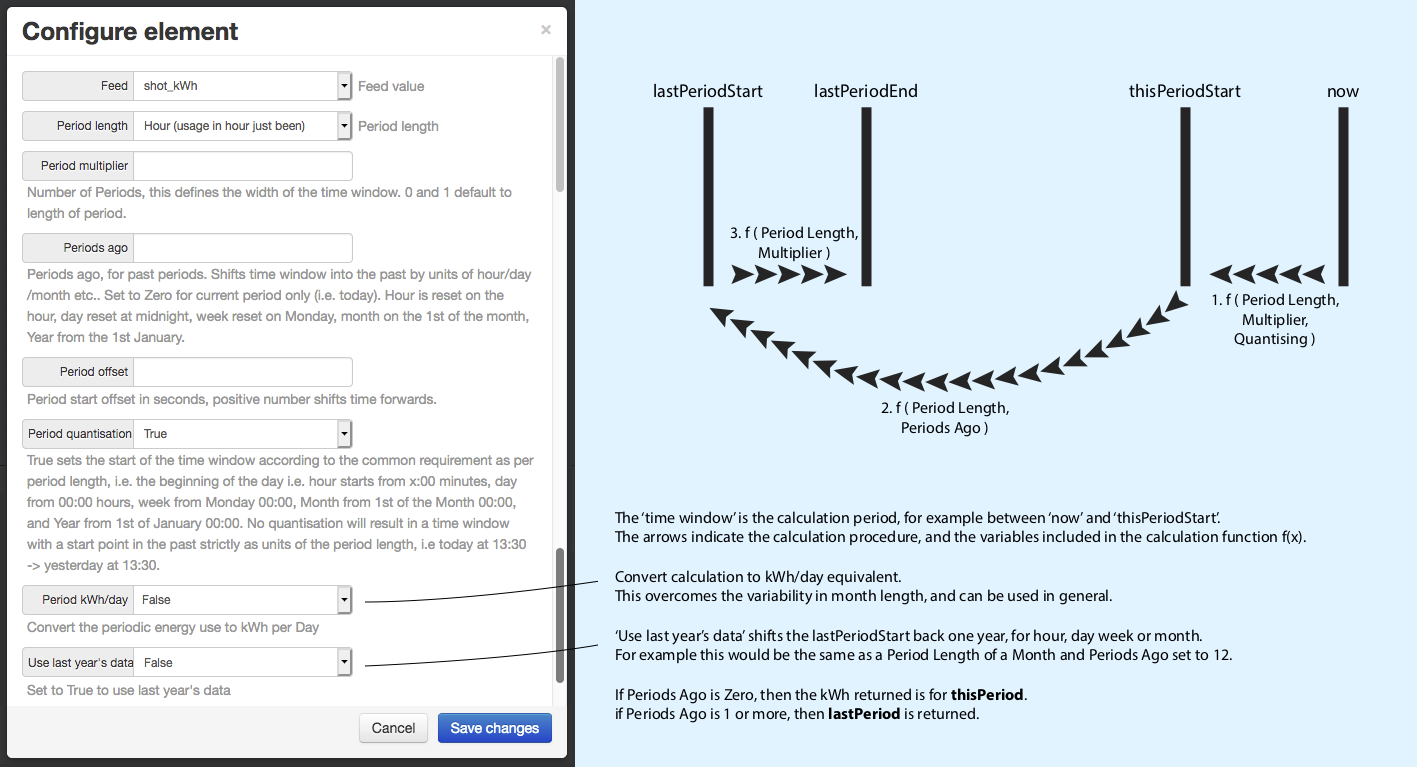 Configure element
×
Feed
shot_kWh
Feed value
Period length
Hour (usage in hour just been)
Period length
Period multiplier
Number of Periods, this defines the width of the time window. 0 and 1 default to
length of period.
Periods ago
Periods ago, for past periods. Shifts time window into the past by units of hour/day
/month etc.. Set to Zero for current period only (i.e. today). Hour is reset on the
hour, day reset at midnight, week reset on Monday, month on the 1st of the month,
Year from the 1st January.
Period offset
Period start offset in seconds, positive number shifts time forwards.
Period quantisation
True
True sets the start of the time window according to the common requirement as per
period length, i.e. the beginning of the day i.e. hour starts from x:00 minutes, day
from 00:00 hours, week from Monday 00:00, Month from 1st of the Month 00:00,
and Year from 1st of January 00:00. No quantisation will result in a time window
with a start point in the past strictly as units of the period length, i.e today at 13:30
-> yesterday at 13:30.
Period kWh/day
False
Convert the periodic energy use to kWh per Day
Use last year's data
False
Set to True to use last year's data
Cancel
Save changes
lastPeriodStart
lastPeriodEnd
thisPeriodStart
now
3. f ( Period Length,
Multiplier )
1. f ( Period Length,
Multiplier,
Quantising )
2. f ( Period Length,
Periods Ago )
The ‘time window’ is the calculation period, for example between ‘now’ and ‘thisPeriodStart’.
The arrows indicate the calculation procedure, and the variables included in the calculation function f(x).
Convert calculation to kWh/day equivalent.
This overcomes the variability in month length, and can be used in general.
‘Use last year’s data’ shifts the lastPeriodStart back one year, for hour, day week or month.
For example this would be the same as a Period Length of a Month and Periods Ago set to 12.
If Periods Ago is Zero, then the kWh returned is for thisPeriod.
if Periods Ago is 1 or more, then lastPeriod is returned.